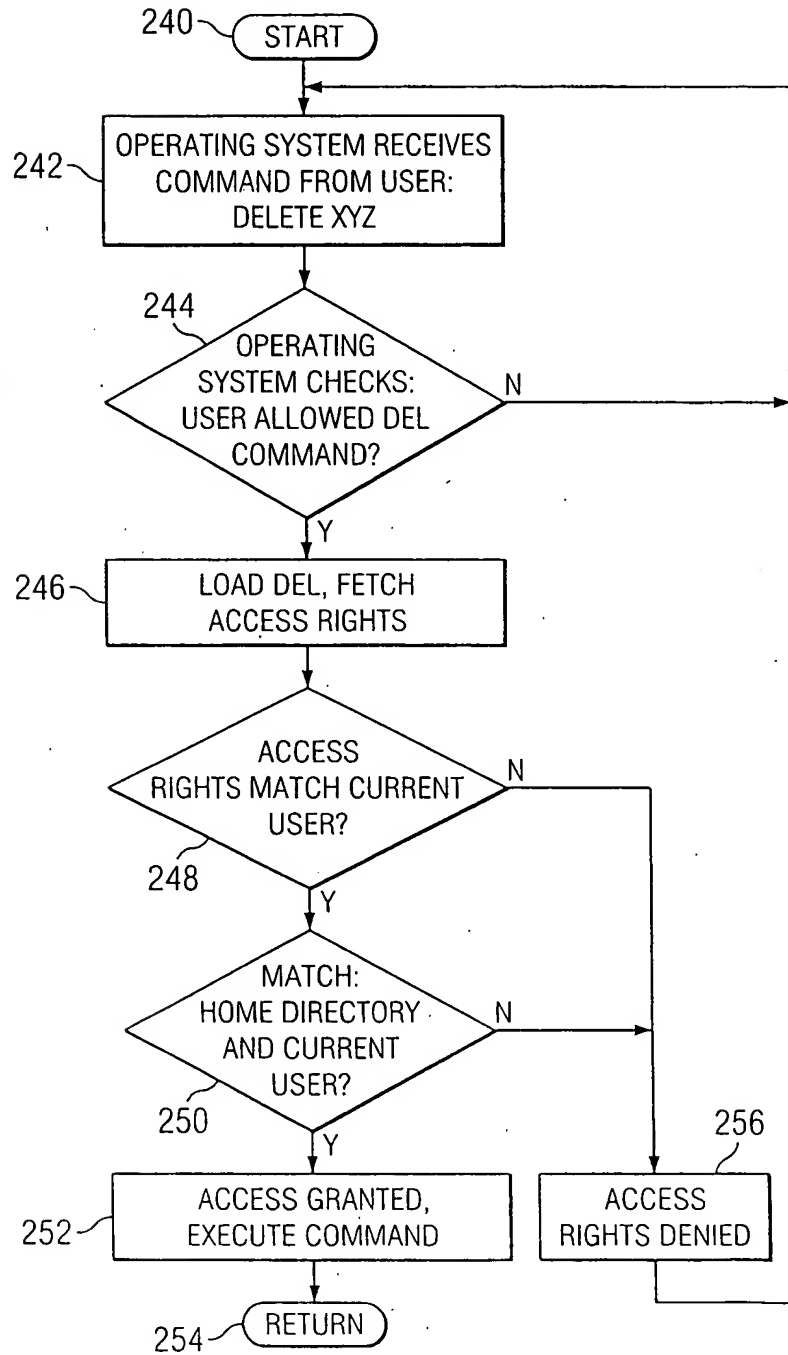 240
START
242
OPERATING SYSTEM RECEIVES
COMMAND FROM USER:
DELETE XYZ
244
OPERATING
SYSTEM CHECKS:
USER ALLOWED DEL
COMMAND?
N
Y
246
LOAD DEL, FETCH
ACCESS RIGHTS
ACCESS
RIGHTS MATCH CURRENT
USER?
N
248
Y
MATCH:
HOME DIRECTORY
AND CURRENT
USER?
N
250
Y
256
252
ACCESS GRANTED,
EXECUTE COMMAND
ACCESS
RIGHTS DENIED
254
RETURN